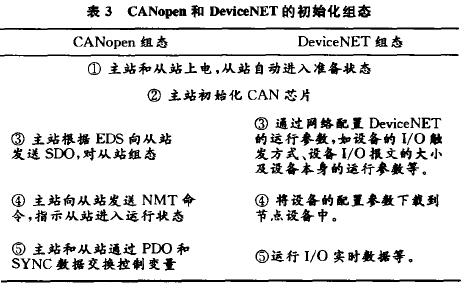 表 3 CANopen 和 DeviceNET 的初始化组态
CANopen 组态
DeviceNET 组态
① 主站和从站上电,从站自动进入准备状态
② 主站初始化 CAN 芯片
③ 主站根据 EDS 向从站
发送 SDO,对从站组态
③ 通过网络配置 DeviceNET
的运行参数,如设备的 I/O 触
发方式、设备 I/O 报文的大小
及设备本身的运行参数等。
④ 主站向从站发送 NMT 命
令,指示从站进入运行状态
④ 将设备的配置参数下载到
节点设备中。
⑤ 主站和从站通过 PDO 和
SYNC 数据交换控制变量
⑤运行 I/O 实时数据等。